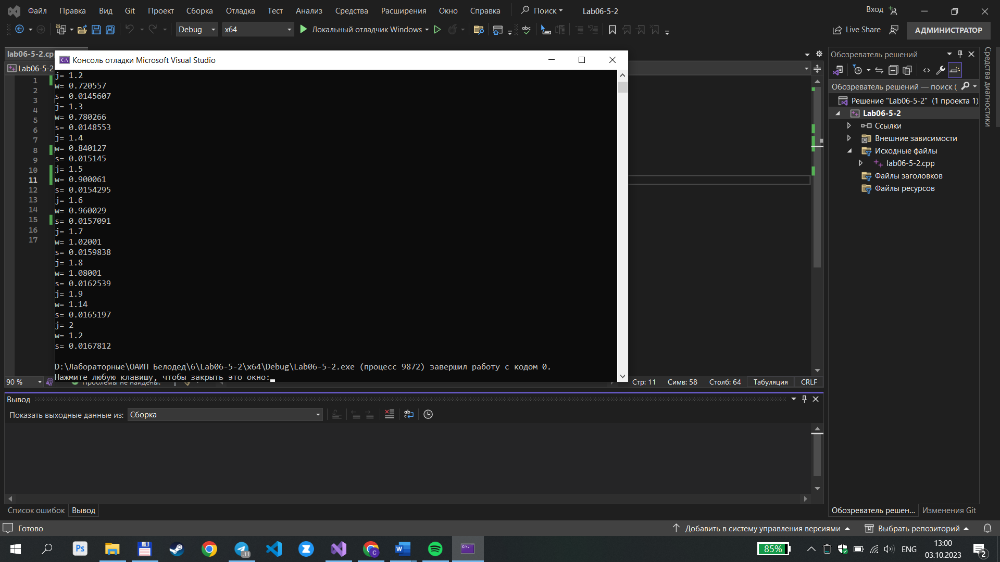 Файл Правка Вид Git Проект Сборка Отладка Тест Анализ Средства Расширения Окно Справка Поиск Lab06-5-2 Вход
Debug x64 Локальный отладчик Windows Live Share АДМИНИСТРАТОР
lab06-5-2.cp
Lab06-5-2
Консоль отладки Microsoft Visual Studio
1
2
3
4
5
6
7
8
9
10
11
12
13
14
15
16
17
j= 1.2
w= 0.720557
s= 0.0145607
j= 1.3
w= 0.780266
s= 0.0148553
j= 1.4
w= 0.840127
s= 0.015145
j= 1.5
w= 0.900061
s= 0.0154295
j= 1.6
w= 0.960029
s= 0.0157091
j= 1.7
w= 1.02001
s= 0.0159838
j= 1.8
w= 1.08001
s= 0.0162539
j= 1.9
w= 1.14
s= 0.0165197
j= 2
w= 1.2
s= 0.0167812
D:\Лабораторные\ОАИП Белодед\6\Lab06-5-2\x64\Debug\Lab06-5-2.exe (процесс 9872) завершил работу с кодом 0.
Нажмите любую клавишу, чтобы закрыть это окно:
90 % Проблемы не найдены. Стр: 11 Симв: 58 Столб: 64 Табуляция CRLF
Вывод
Показать выходные данные из: Сборка
Список ошибок Вывод
Обозреватель решений
Обозреватель решений — поиск (
Решение "Lab06-5-2" (1 проекта 1)
Lab06-5-2
Ссылки
Внешние зависимости
Исходные файлы
lab06-5-2.cpp
Файлы заголовков
Файлы ресурсов
Средства диагностики
Обозреватель решен... Изменения Git
Готово Добавить в систему управления версиями Выбрать репозиторий
Ps ..11 85% ENG 13:00
03.10.2023 2